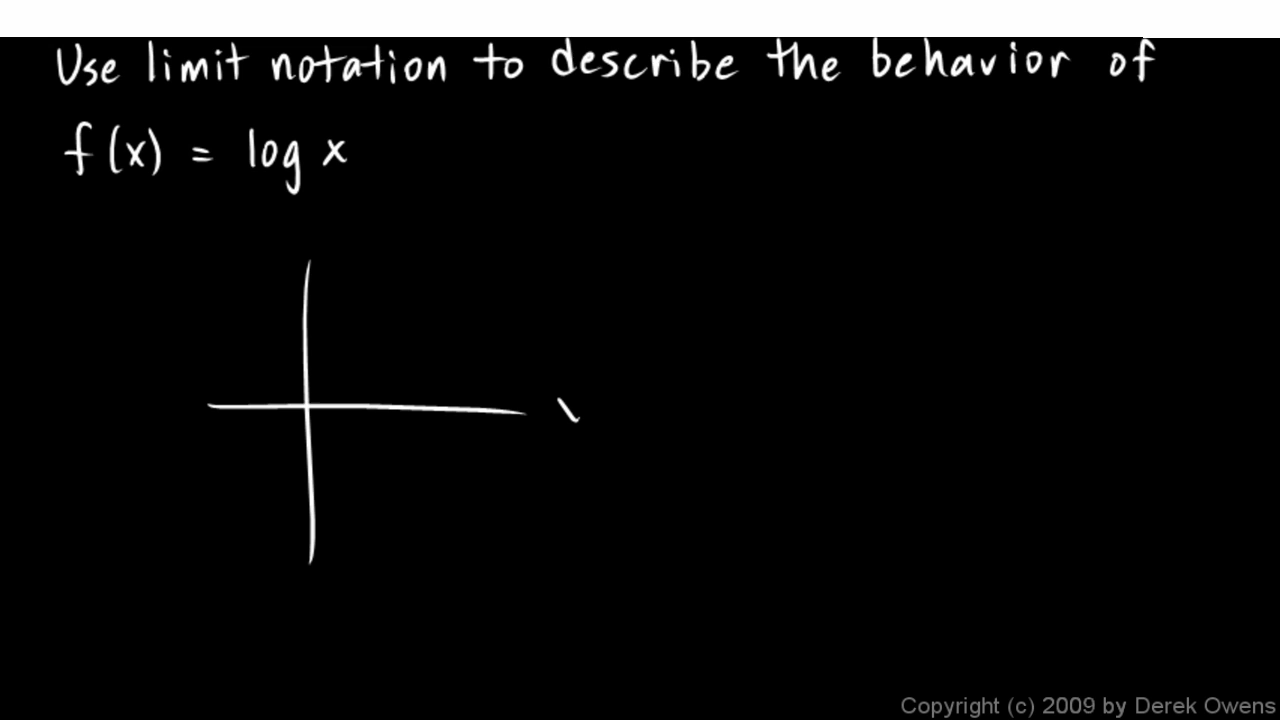 Use limit notation to describe the behavior of
f(x) = log x
Copyright (c) 2009 by Derek Owens